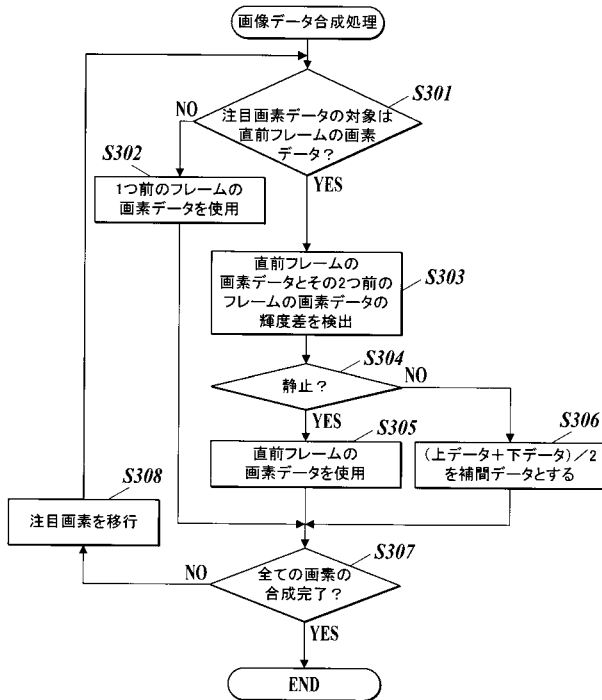 画像データ合成処理
S301
注目画素データの対象は
直前フレームの画素
データ？
NO
YES
S302
1つ前のフレームの
画素データを使用
S303
直前フレームの
画素データとその2つ前の
フレームの画素データの
輝度差を検出
S304
静止？
NO
YES
S305
直前フレームの
画素データを使用
S306
(上データ＋下データ)／2
を補間データとする
S308
注目画素を移行
S307
全ての画素の
合成完了？
NO
YES
END